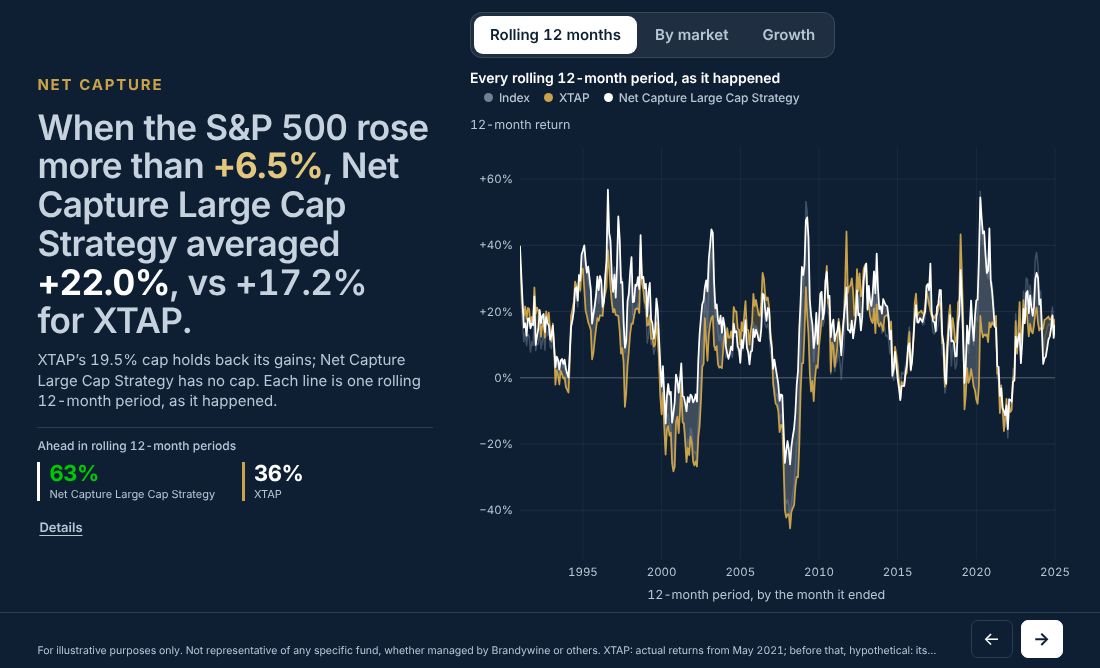 Rolling 12 months
By market
Growth
NET CAPTURE
When the S&P 500 rose
more than +6.5%, Net
Capture Large Cap
Strategy averaged
+22.0%, vs +17.2%
for XTAP.
XTAP’s 19.5% cap holds back its gains; Net Capture
Large Cap Strategy has no cap. Each line is one rolling
12-month period, as it happened.
Ahead in rolling 12-month periods
63%
Net Capture Large Cap Strategy
36%
XTAP
Details
Every rolling 12-month period, as it happened
Index
XTAP
Net Capture Large Cap Strategy
12-month return
+60%
+40%
+20%
0%
−20%
−40%
1995
2000
2005
2010
2015
2020
2025
12-month period, by the month it ended
For illustrative purposes only. Not representative of any specific fund, whether managed by Brandywine or others. XTAP: actual returns from May 2021; before that, hypothetical: its...